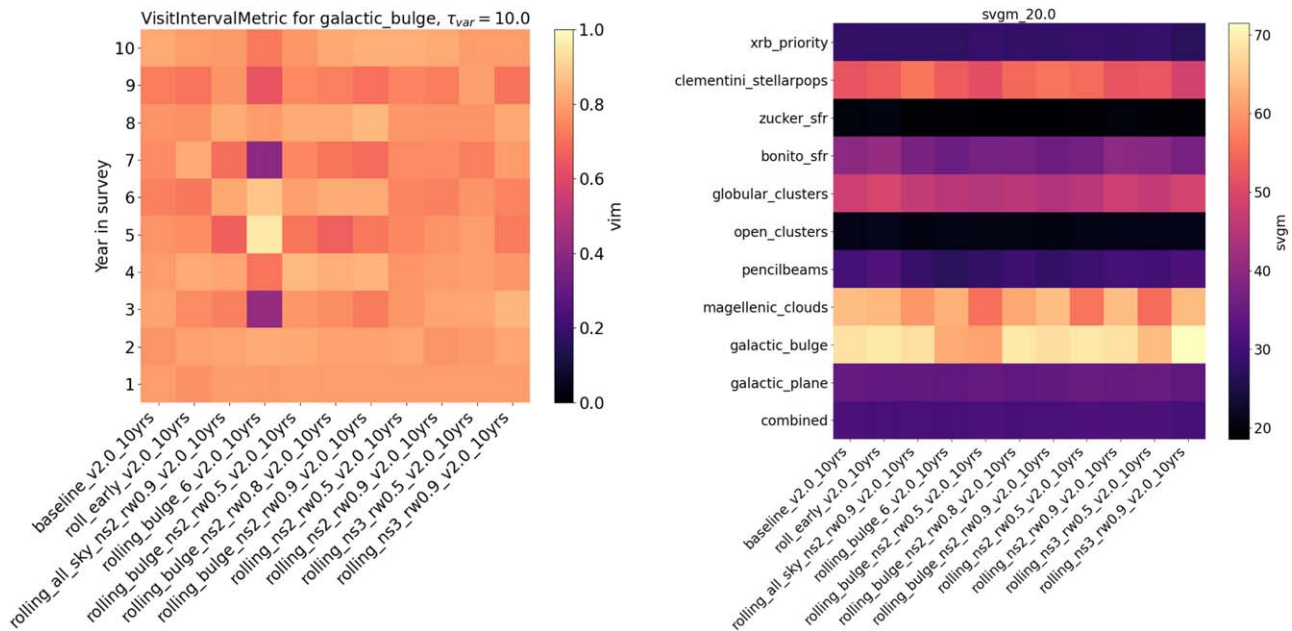 VisitIntervalMetric for galactic_bulge, τvar = 10.0
10
9
8
7
6
5
4
3
2
1
Year in survey
baseline_v2.0_10yrs
roll_early_v2.0_10yrs
rolling_all_sky_ns2_rw0.9_v2.0_10yrs
rolling_bulge_6_v2.0_10yrs
rolling_bulge_ns2_rw0.5_v2.0_10yrs
rolling_bulge_ns2_rw0.8_v2.0_10yrs
rolling_bulge_ns2_rw0.9_v2.0_10yrs
rolling_ns2_rw0.5_v2.0_10yrs
rolling_ns2_rw0.9_v2.0_10yrs
rolling_ns3_rw0.5_v2.0_10yrs
rolling_ns3_rw0.9_v2.0_10yrs
1.0
0.8
0.6
0.4
0.2
0.0
vim
svgm_20.0
xrb_priority
clementini_stellarpops
zucker_sfr
bonito_sfr
globular_clusters
open_clusters
pencilbeams
magellenic_clouds
galactic_bulge
galactic_plane
combined
baseline_v2.0_10yrs
roll_early_v2.0_10yrs
rolling_all_sky_ns2_rw0.9_v2.0_10yrs
rolling_bulge_6_v2.0_10yrs
rolling_bulge_ns2_rw0.5_v2.0_10yrs
rolling_bulge_ns2_rw0.8_v2.0_10yrs
rolling_bulge_ns2_rw0.9_v2.0_10yrs
rolling_ns2_rw0.5_v2.0_10yrs
rolling_ns2_rw0.9_v2.0_10yrs
rolling_ns3_rw0.5_v2.0_10yrs
rolling_ns3_rw0.9_v2.0_10yrs
70
60
50
40
30
20
svgm